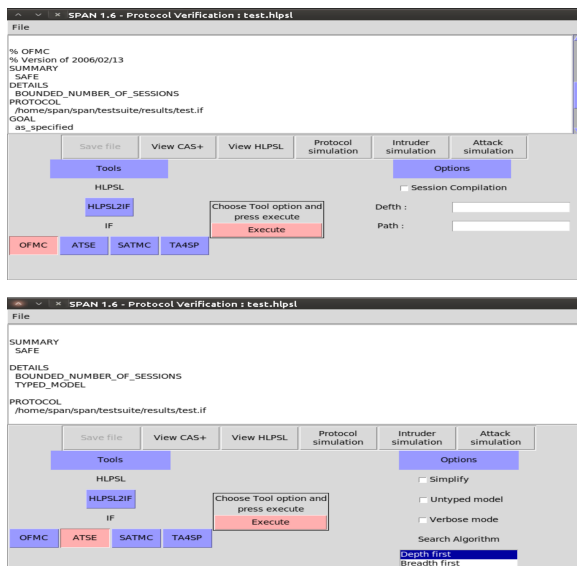 SPAN 1.6 - Protocol Verification : test.hlpsl
File
% OFMC
% Version of 2006/02/13
SUMMARY
SAFE
DETAILS
BOUNDED_NUMBER_OF_SESSIONS
PROTOCOL
/home/span/span/testsuite/results/test.if
GOAL
as_specified
Save file View CAS+ View HLPSL Protocol simulation Intruder simulation Attack simulation
Tools Options
HLPSL Session Compilation
HLPSL2IF Choose Tool option and press execute Defth :
IF Execute Path :
OFMC ATSE SATMC TA4SP
SPAN 1.6 - Protocol Verification : test.hlpsl
File
SUMMARY
SAFE
DETAILS
BOUNDED_NUMBER_OF_SESSIONS
TYPED_MODEL
PROTOCOL
/home/span/span/testsuite/results/test.if
Save file View CAS+ View HLPSL Protocol simulation Intruder simulation Attack simulation
Tools Options
HLPSL Simplify
HLPSL2IF Choose Tool option and press execute Untyped model
IF Execute Verbose mode
OFMC ATSE SATMC TA4SP Search Algorithm
Depth first
Breadth first